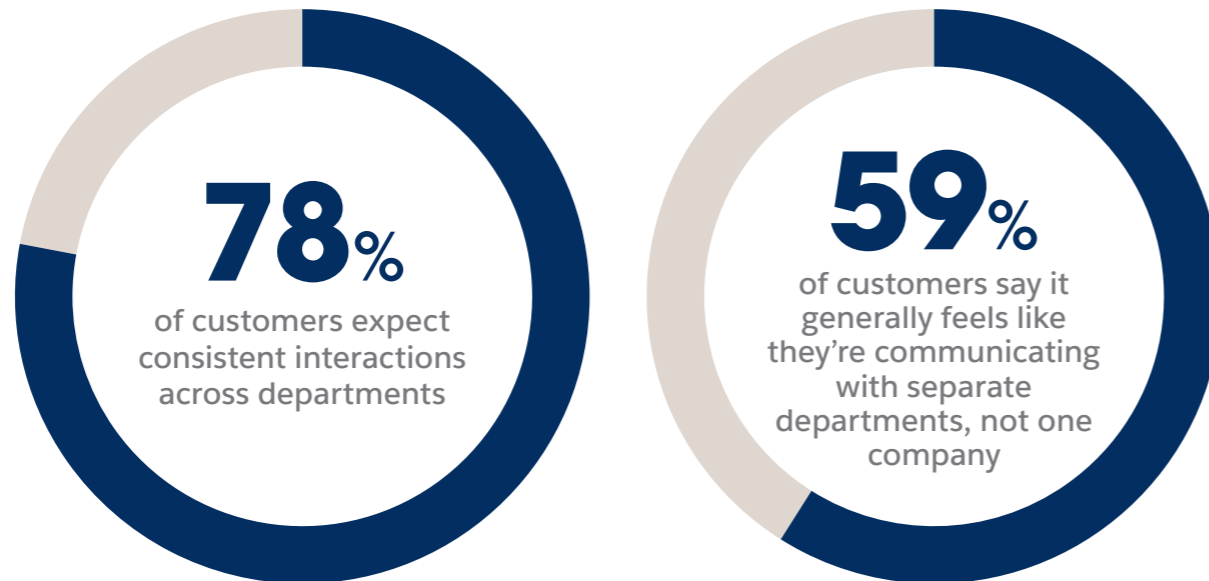 78%
of customers expect
consistent interactions
across departments
59%
of customers say it
generally feels like
they’re communicating
with separate
departments, not one
company